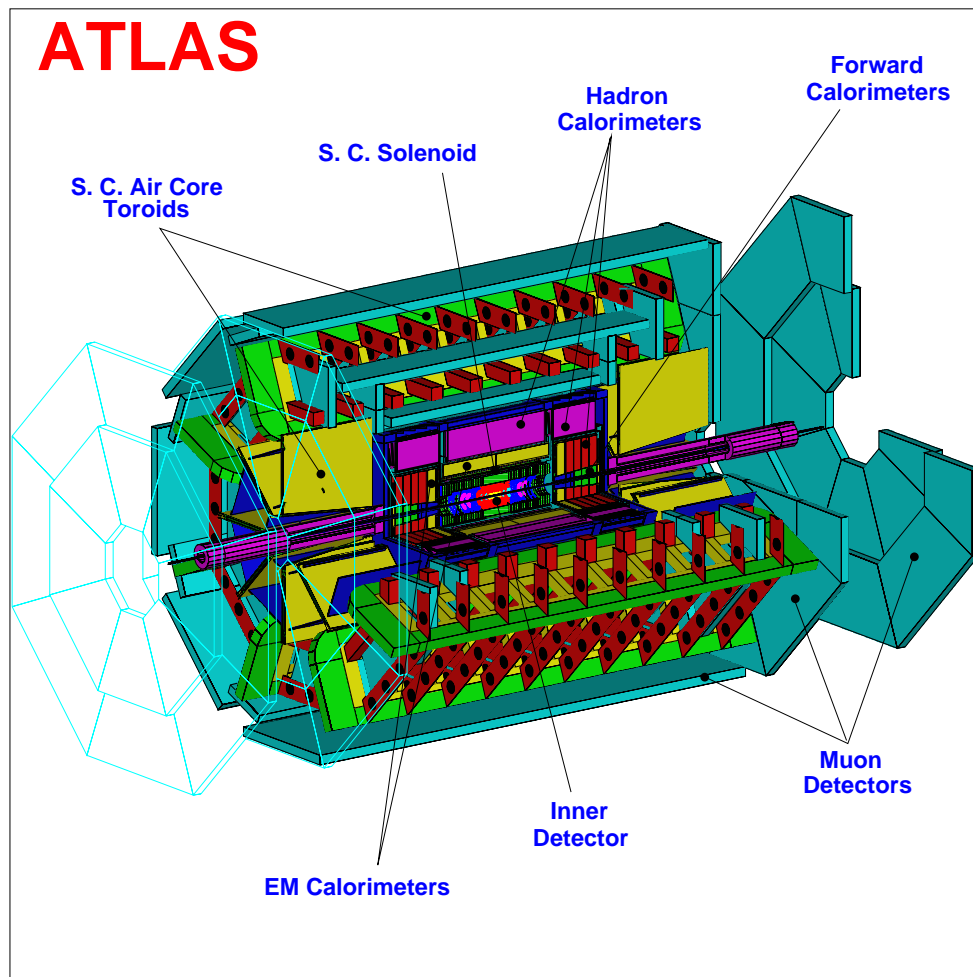 ATLAS
Forward
Calorimeters
Hadron
Calorimeters
S. C. Solenoid
S. C. Air Core
Toroids
Muon
Detectors
Inner
Detector
EM Calorimeters